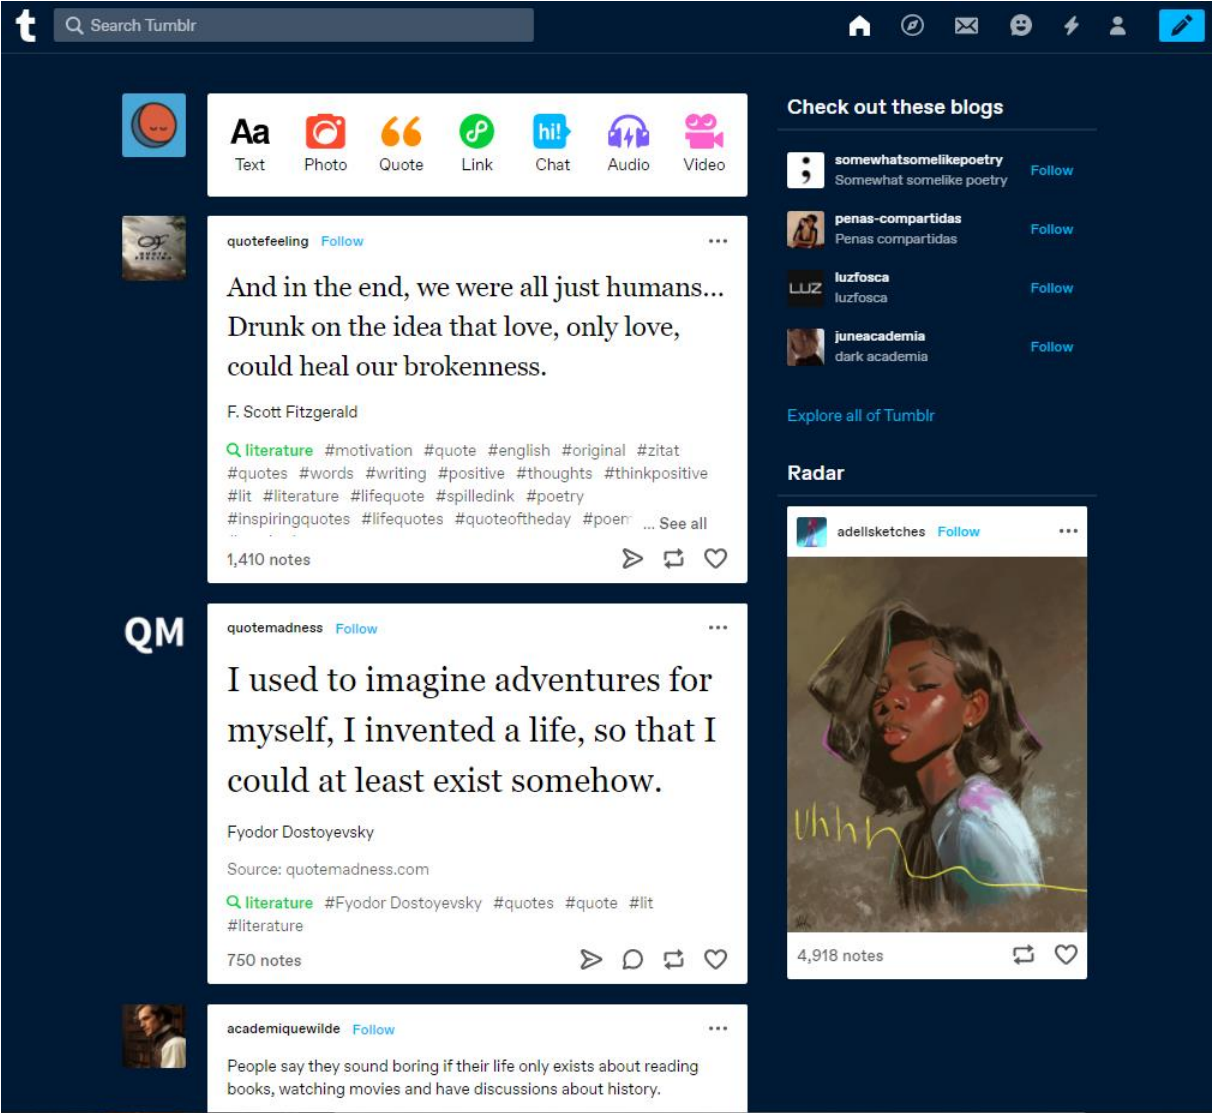 t
Search Tumblr
Aa
hi!
Text Photo Quote Link Chat Audio Video
QF
QUOTE
FEELING
quotefeeling Follow
And in the end, we were all just humans...
Drunk on the idea that love, only love,
could heal our brokenness.
F. Scott Fitzgerald
literature #motivation #quote #english #original #zitat
#quotes #words #writing #positive #thoughts #thinkpositive
#lit #literature #lifequote #spilledink #poetry
#inspiringquotes #lifequotes #quoteoftheday #poem ... See all
1,410 notes
QM
quotemadness Follow
I used to imagine adventures for
myself, I invented a life, so that I
could at least exist somehow.
Fyodor Dostoyevsky
Source: quotemadness.com
literature #Fyodor Dostoyevsky #quotes #quote #lit
#literature
750 notes
academiquewilde Follow
People say they sound boring if their life only exists about reading
books, watching movies and have discussions about history.
Check out these blogs
somewhatsomelikepoetry
Somewhat somelike poetry
Follow
penas-compartidas
Penas compartidas
Follow
LUZ
luzfosca
luzfosca
Follow
juneacademia
dark academia
Follow
Explore all of Tumblr
Radar
adellsketches Follow
uhhh
4,918 notes